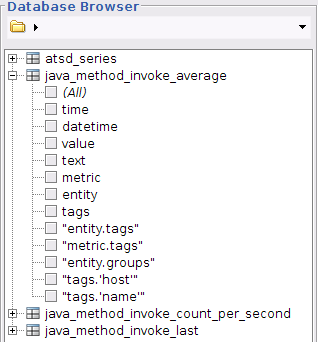 Database Browser
atsd_series
java_method_invoke_average
(All)
time
datetime
value
text
metric
entity
tags
"entity.tags"
"metric.tags"
"entity.groups"
"tags.'host'"
"tags.'name'"
java_method_invoke_count_per_second
java_method_invoke_last